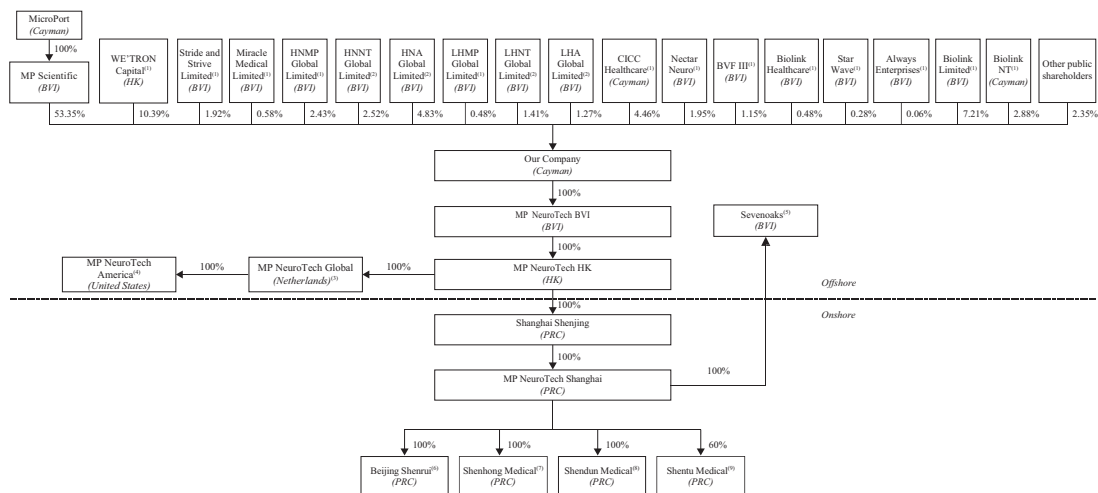 MicroPort
(Cayman)
100%
MP Scientific
(BVI)
WE'TRON
Capital(1)
(HK)
Stride and
Strive
Limited(1)
(BVI)
Miracle
Medical
Limited(1)
(BVI)
HNMP
Global
Limited(1)
(BVI)
HNNT
Global
Limited(2)
(BVI)
HNA
Global
Limited(2)
(BVI)
LHMP
Global
Limited(1)
(BVI)
LHNT
Global
Limited(2)
(BVI)
LHA
Global
Limited(2)
(BVI)
CICC
Healthcare(1)
(Cayman)
Nectar
Neuro(1)
(BVI)
BVF III(1)
(BVI)
Biolink
Healthcare(1)
(BVI)
Star
Wave(1)
(BVI)
Always
Enterprises(1)
(BVI)
Biolink
Limited(1)
(BVI)
Biolink
NT(1)
(Cayman)
Other public
shareholders
53.35%
10.39%
1.92%
0.58%
2.43%
2.52%
4.83%
0.48%
1.41%
1.27%
4.46%
1.95%
1.15%
0.48%
0.28%
0.06%
7.21%
2.88%
2.35%
Our Company
(Cayman)
100%
MP NeuroTech BVI
(BVI)
Sevenoaks(5)
(BVI)
100%
MP NeuroTech
America(4)
(United States)
100%
MP NeuroTech Global
(Netherlands)(3)
100%
MP NeuroTech HK
(HK)
Offshore
100%
Onshore
Shanghai Shenjing
(PRC)
100%
MP NeuroTech Shanghai
(PRC)
100%
100%
100%
100%
60%
Beijing Shenrui(6)
(PRC)
Shenhong Medical(7)
(PRC)
Shendun Medical(8)
(PRC)
Shentu Medical(9)
(PRC)